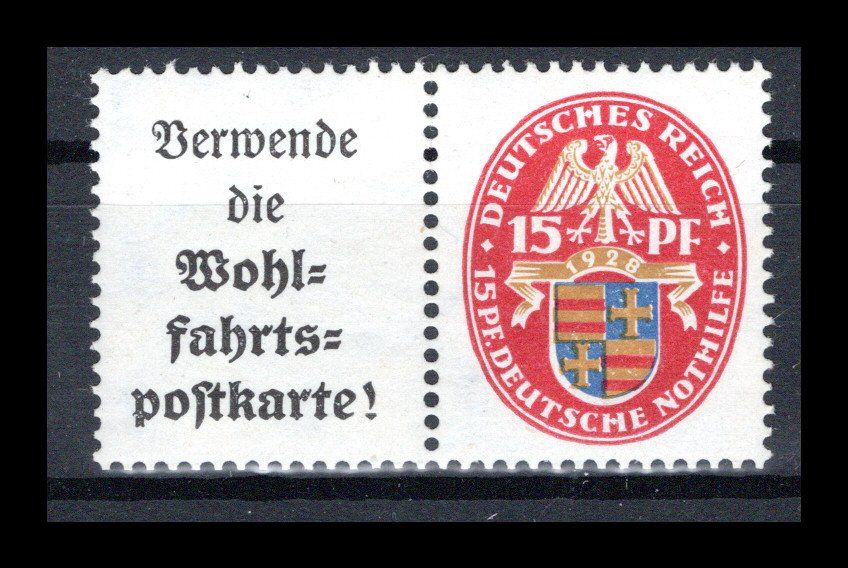 Verwende
die
Wohl=
fahrts=
postkarte!
DEUTSCHES REICH
15 PF
1928
15 PF. DEUTSCHE NOTHILFE